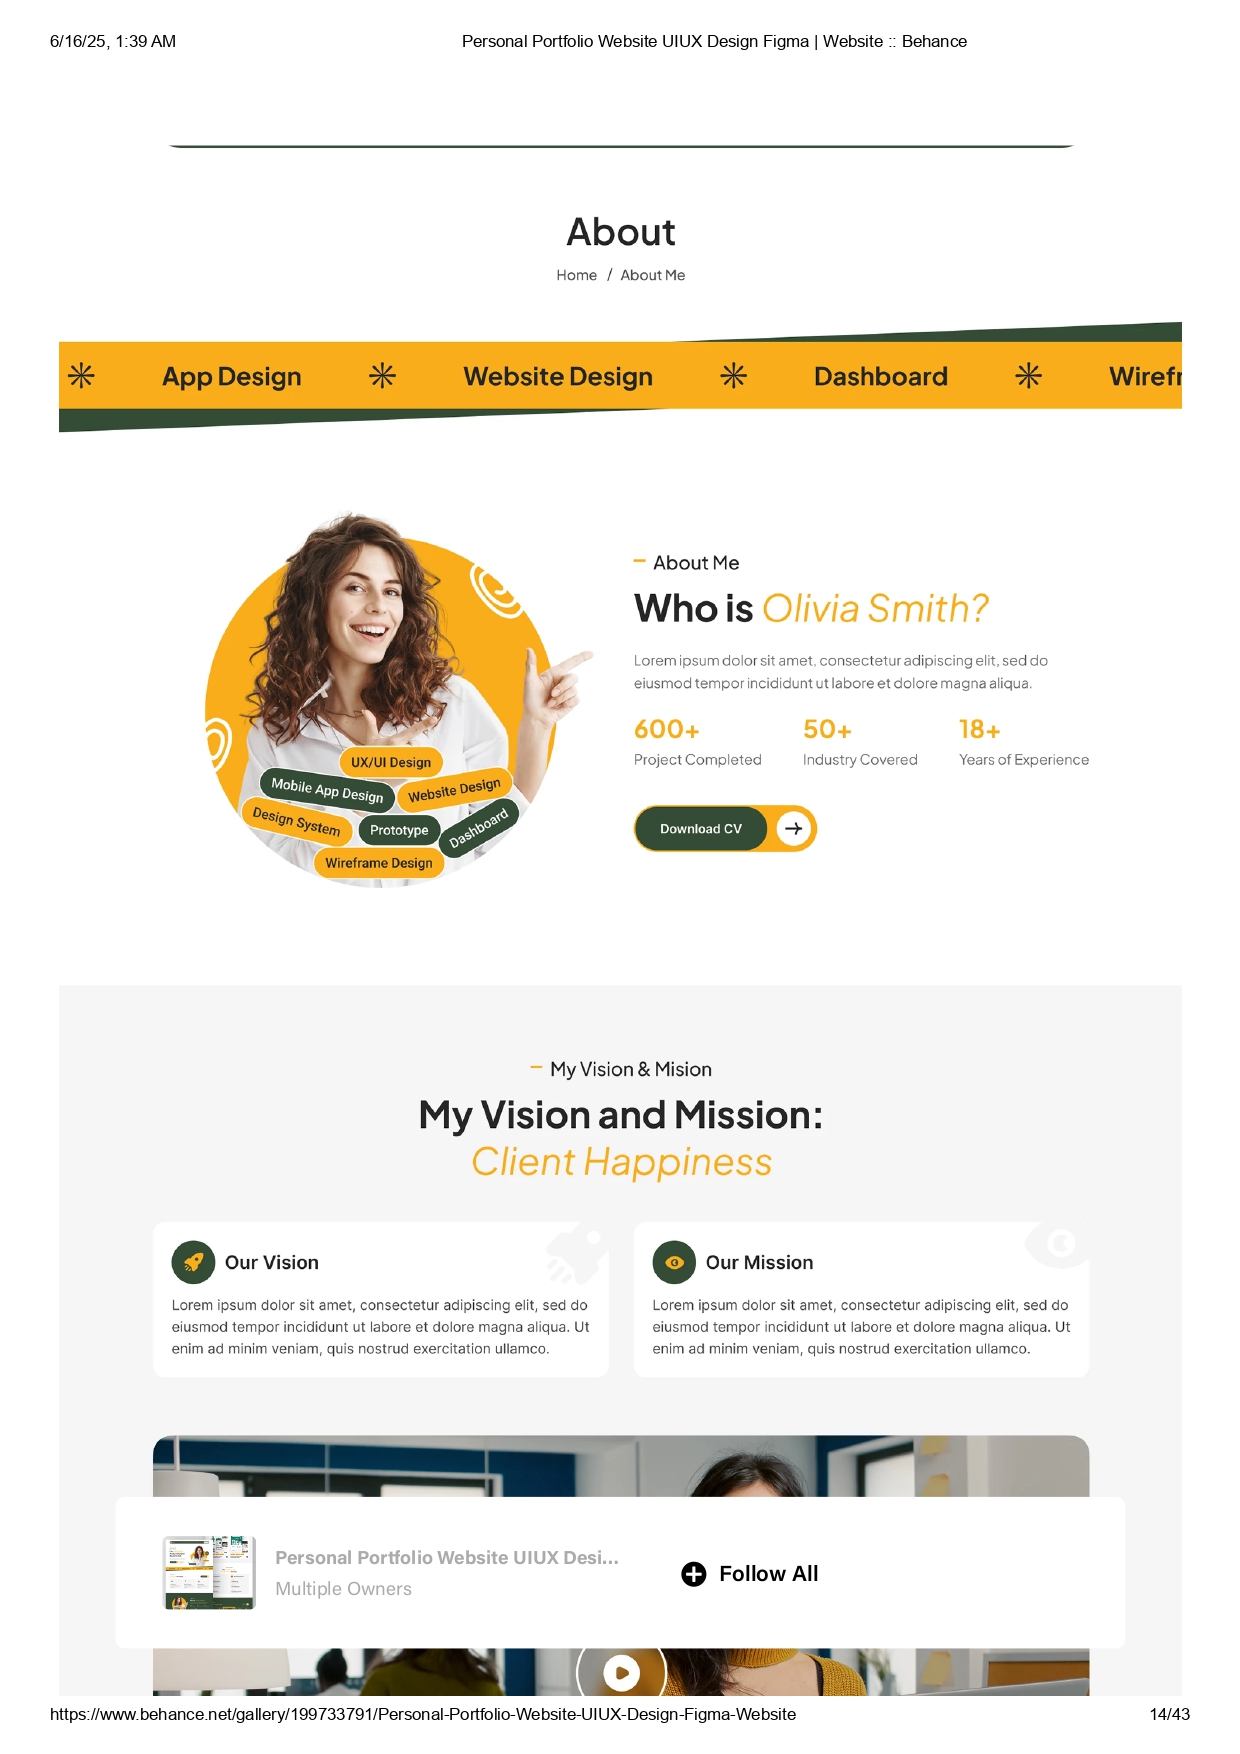 6/16/25, 1:39 AM
Personal Portfolio Website UIUX Design Figma | Website :: Behance
About
Home / About Me
App Design
Website Design
Dashboard
Wirefr
About Me
Who is Olivia Smith?
Lorem ipsum dolor sit amet, consectetur adipiscing elit, sed do
eiusmod tempor incididunt ut labore et dolore magna aliqua.
600+
50+
18+
Project Completed
Industry Covered
Years of Experience
Download CV
UX/UI Design
Mobile App Design
Website Design
Design System
Prototype
Dashboard
Wireframe Design
My Vision & Mision
My Vision and Mission:
Client Happiness
Our Vision
Lorem ipsum dolor sit amet, consectetur adipiscing elit, sed do
eiusmod tempor incididunt ut labore et dolore magna aliqua. Ut
enim ad minim veniam, quis nostrud exercitation ullamco.
Our Mission
Lorem ipsum dolor sit amet, consectetur adipiscing elit, sed do
eiusmod tempor incididunt ut labore et dolore magna aliqua. Ut
enim ad minim veniam, quis nostrud exercitation ullamco.
Personal Portfolio Website UIUX Desi...
Multiple Owners
Follow All
https://www.behance.net/gallery/199733791/Personal-Portfolio-Website-UIUX-Design-Figma-Website
14/43